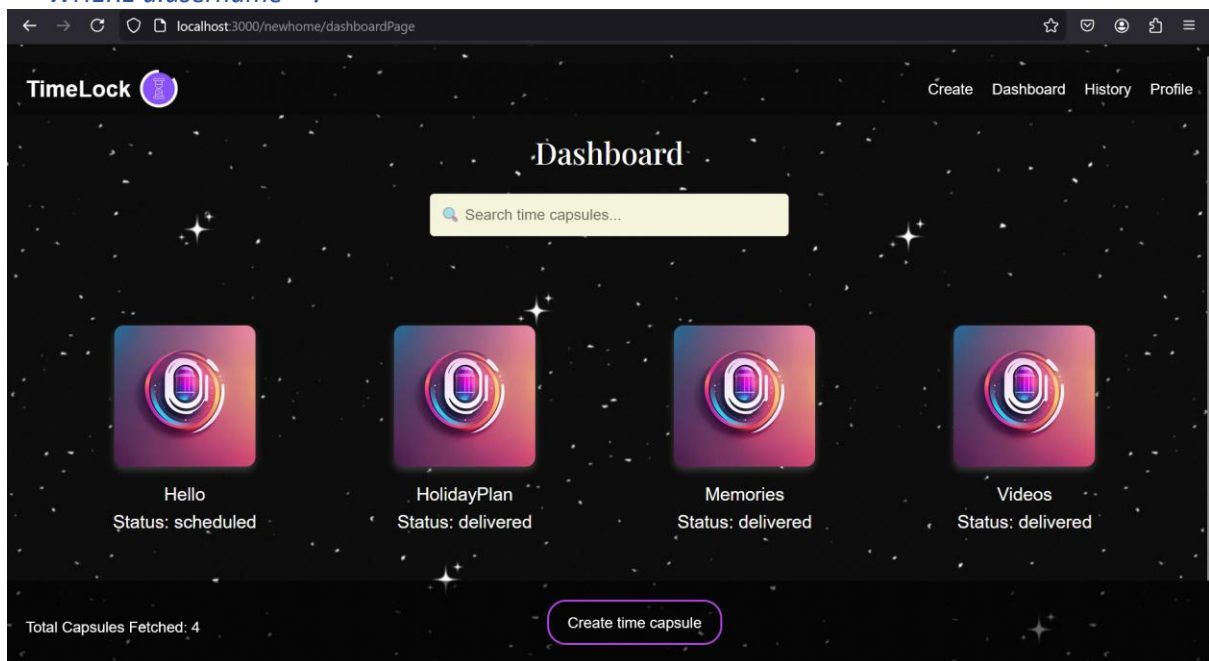 WHERE u.username = ?
localhost:3000/newhome/dashboardPage
TimeLock
Create Dashboard History Profile
Dashboard
🔍 Search time capsules...
Hello HolidayPlan Memories Videos
Status: scheduled Status: delivered Status: delivered Status: delivered
Total Capsules Fetched: 4 Create time capsule